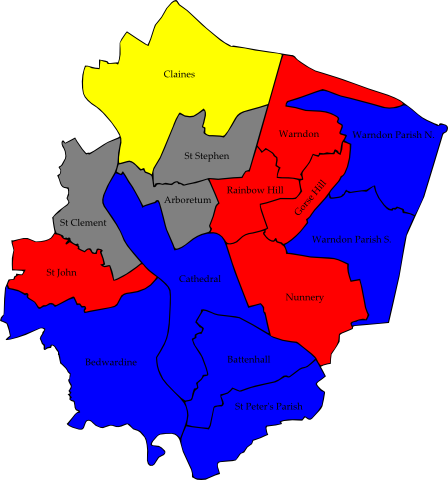 Claines
Warndon
Warndon Parish N.
St Stephen
Rainbow Hill
Gorse Hill
Arboretum
St Clement
Warndon Parish S.
St John
Cathedral
Nunnery
Bedwardine
Battenhall
St Peter's Parish